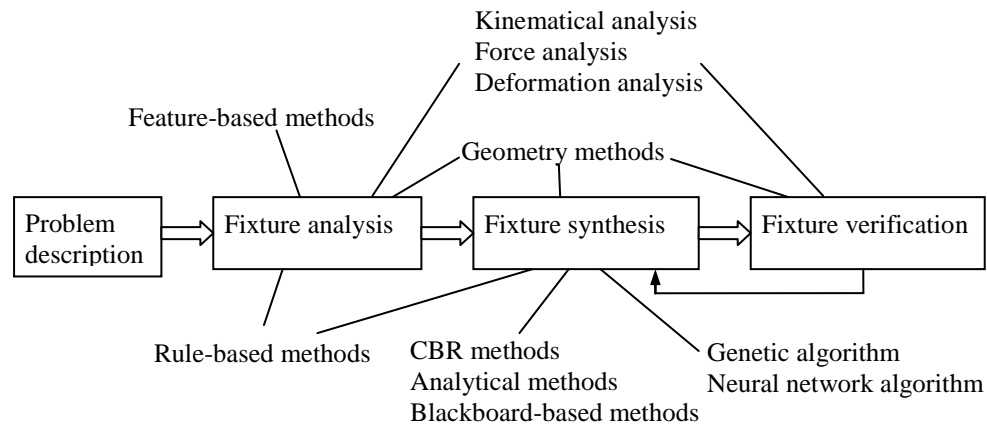 Kinematical analysis
Force analysis
Deformation analysis
Feature-based methods
Geometry methods
Problem
description
Fixture analysis
Fixture synthesis
Fixture verification
Rule-based methods
CBR methods
Analytical methods
Blackboard-based methods
Genetic algorithm
Neural network algorithm